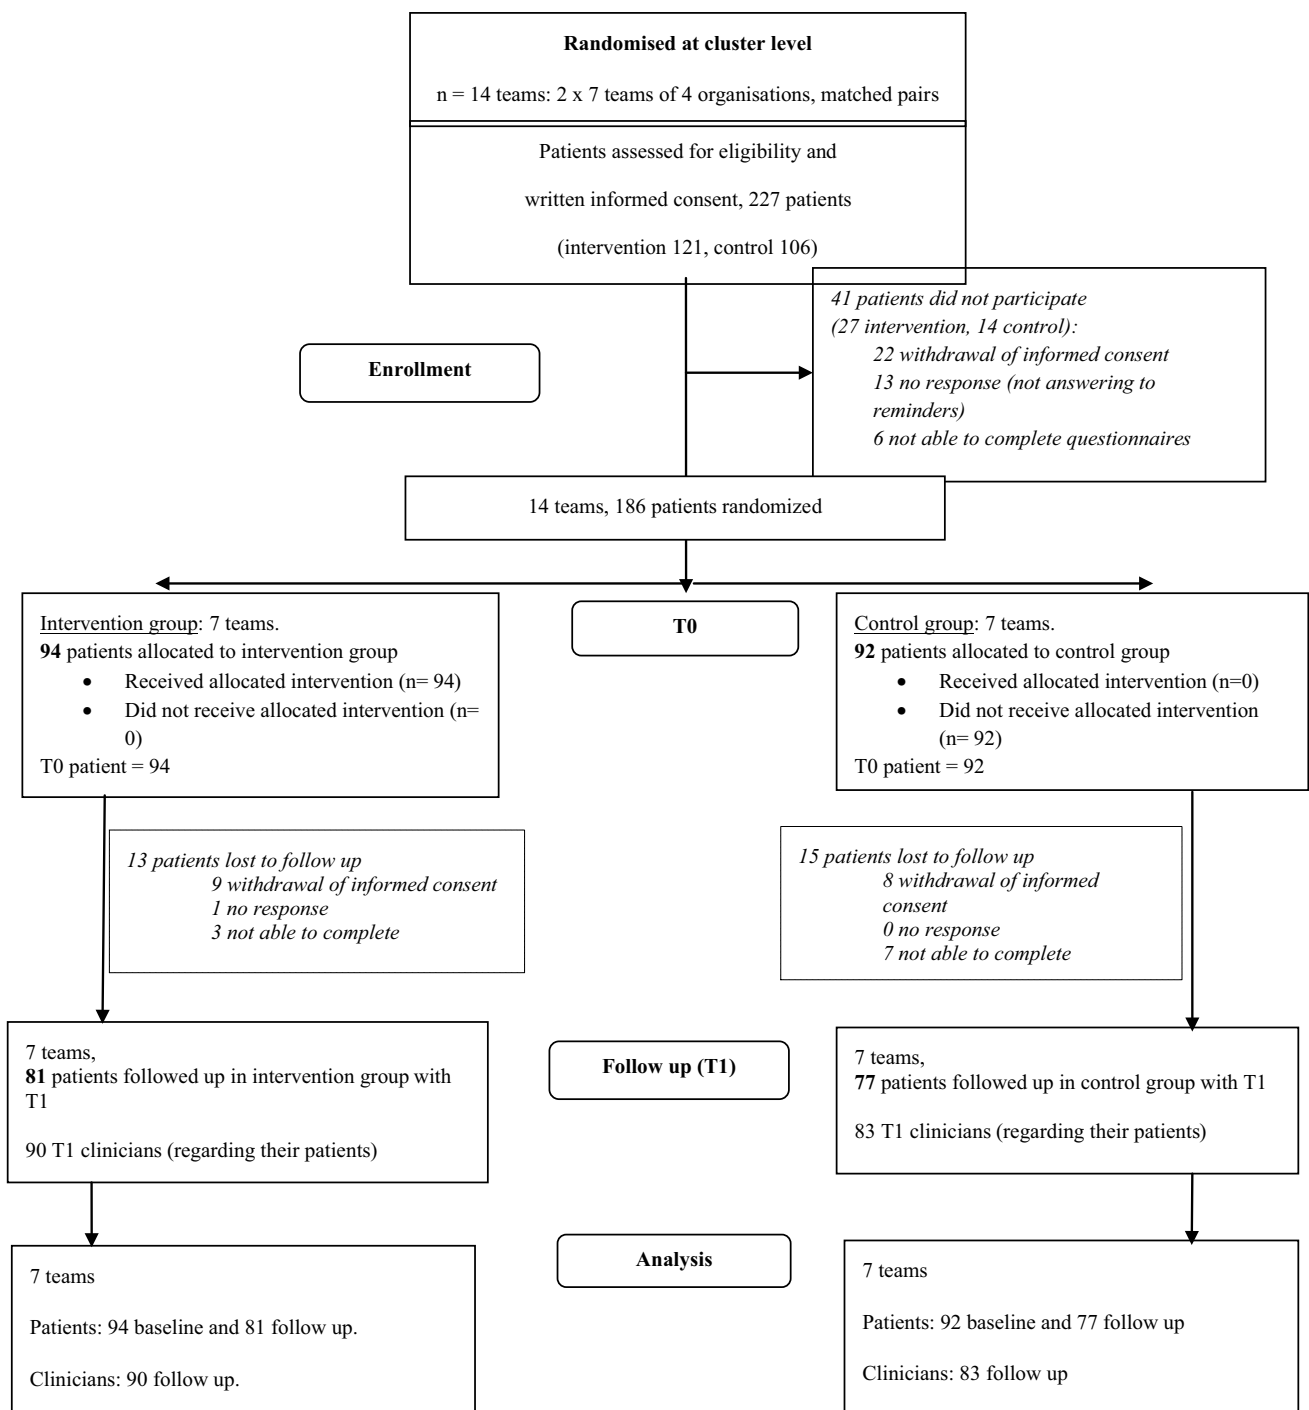 Randomised at cluster level
n = 14 teams: 2 x 7 teams of 4 organisations, matched pairs
Patients assessed for eligibility and
written informed consent, 227 patients
(intervention 121, control 106)
41 patients did not participate
(27 intervention, 14 control):
22 withdrawal of informed consent
13 no response (not answering to
reminders)
6 not able to complete questionnaires
Enrollment
14 teams, 186 patients randomized
Intervention group: 7 teams.
94 patients allocated to intervention group
• Received allocated intervention (n= 94)
• Did not receive allocated intervention (n=
0)
T0 patient = 94
T0
Control group: 7 teams.
92 patients allocated to control group
• Received allocated intervention (n=0)
• Did not receive allocated intervention
(n= 92)
T0 patient = 92
13 patients lost to follow up
9 withdrawal of informed consent
1 no response
3 not able to complete
15 patients lost to follow up
8 withdrawal of informed
consent
0 no response
7 not able to complete
7 teams,
81 patients followed up in intervention group with
T1
90 T1 clinicians (regarding their patients)
Follow up (T1)
7 teams,
77 patients followed up in control group with T1
83 T1 clinicians (regarding their patients)
7 teams
Patients: 94 baseline and 81 follow up.
Clinicians: 90 follow up.
Analysis
7 teams
Patients: 92 baseline and 77 follow up
Clinicians: 83 follow up